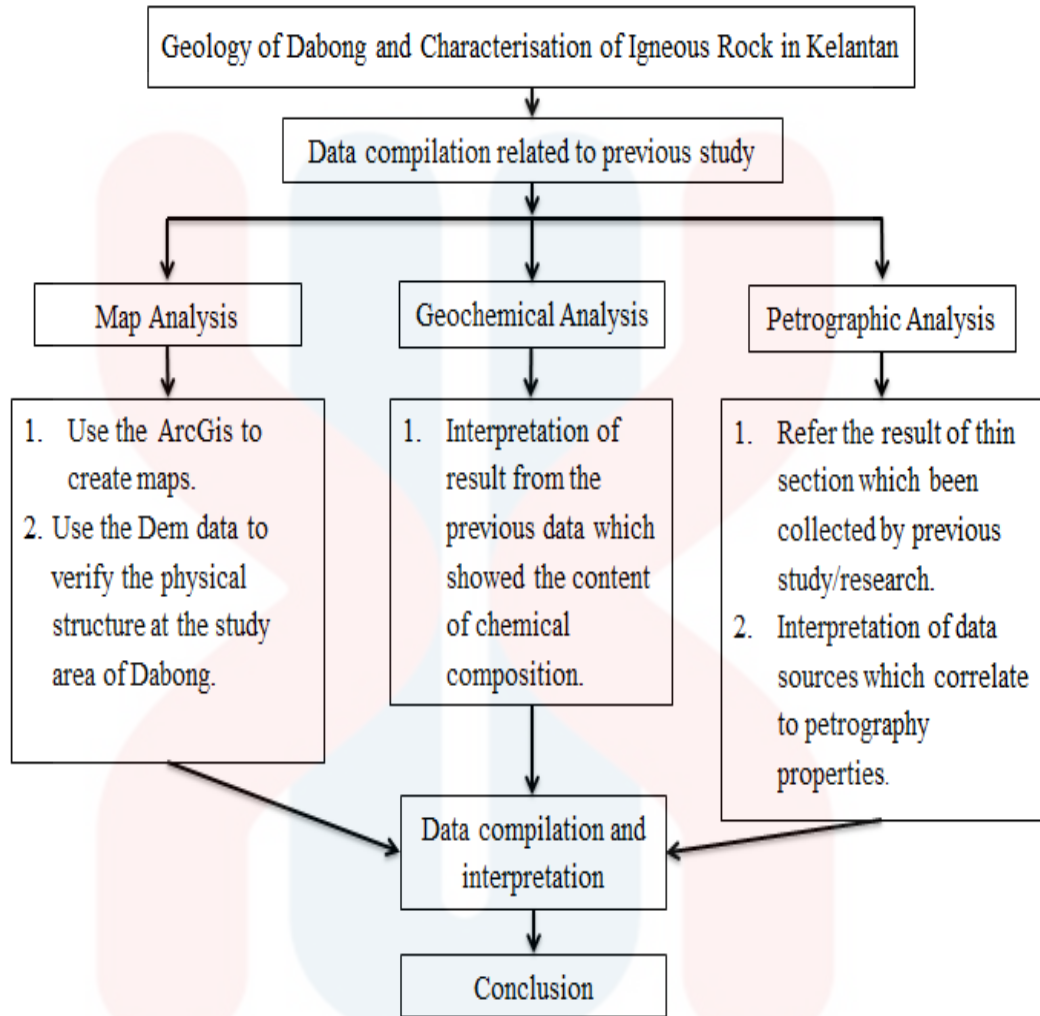 Geology of Dabong and Characterisation of Igneous Rock in Kelantan
Data compilation related to previous study
Map Analysis
Geochemical Analysis
Petrographic Analysis
1. Use the ArcGis to
create maps.
2. Use the Dem data to
verify the physical
structure at the study
area of Dabong.
1. Interpretation of
result from the
previous data which
showed the content
of chemical
composition.
1. Refer the result of thin
section which been
collected by previous
study/research.
2. Interpretation of data
sources which correlate
to petrography
properties.
Data compilation and
interpretation
Conclusion